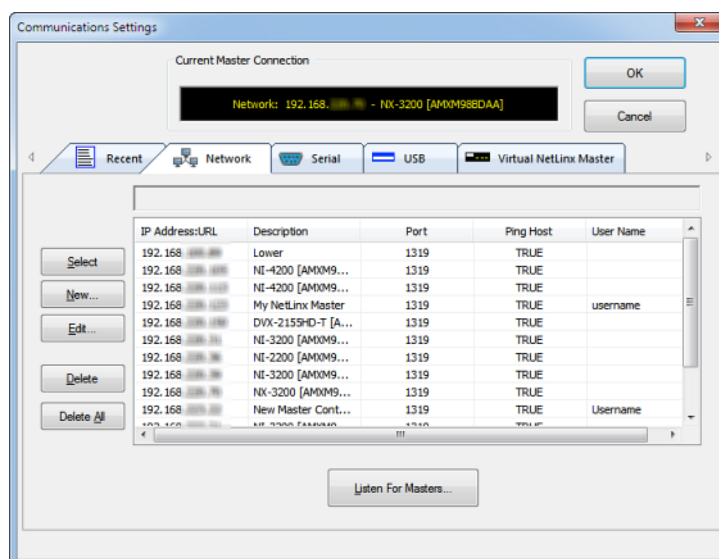 Communications Settings
Current Master Connection
OK
Network: 192.168. - NX-3200 [AMXM98BDAA]
Cancel
Recent Network Serial USB Virtual NetLinx Master
IP Address:URL Description Port Ping Host User Name
192.168. Lower 1319 TRUE
192.168. NI-4200 [AMXM9... 1319 TRUE
192.168. NI-4200 [AMXM9... 1319 TRUE
192.168. My NetLinx Master 1319 TRUE username
192.168. DVX-2155HD-T [A... 1319 TRUE
192.168. NI-3200 [AMXM9... 1319 TRUE
192.168. NI-2200 [AMXM9... 1319 TRUE
192.168. NI-3200 [AMXM9... 1319 TRUE
192.168. NX-3200 [AMXM9... 1319 TRUE
192.168. New Master Cont... 1319 TRUE Username
Select
New...
Edit...
Delete
Delete All
Listen For Masters...